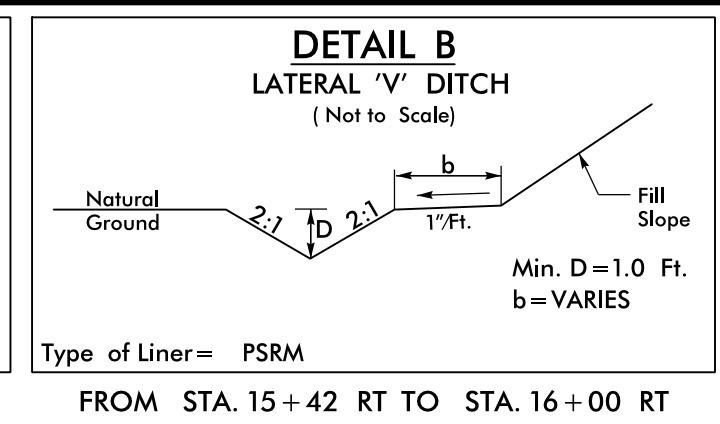 DETAIL B
LATERAL 'V' DITCH
( Not to Scale)
b
Natural
Ground
2:1
D
2:1
1"/Ft.
Fill
Slope
Min. D=1.0 Ft.
b=VARIES
Type of Liner= PSRM
FROM STA. 15+42 RT TO STA. 16+00 RT